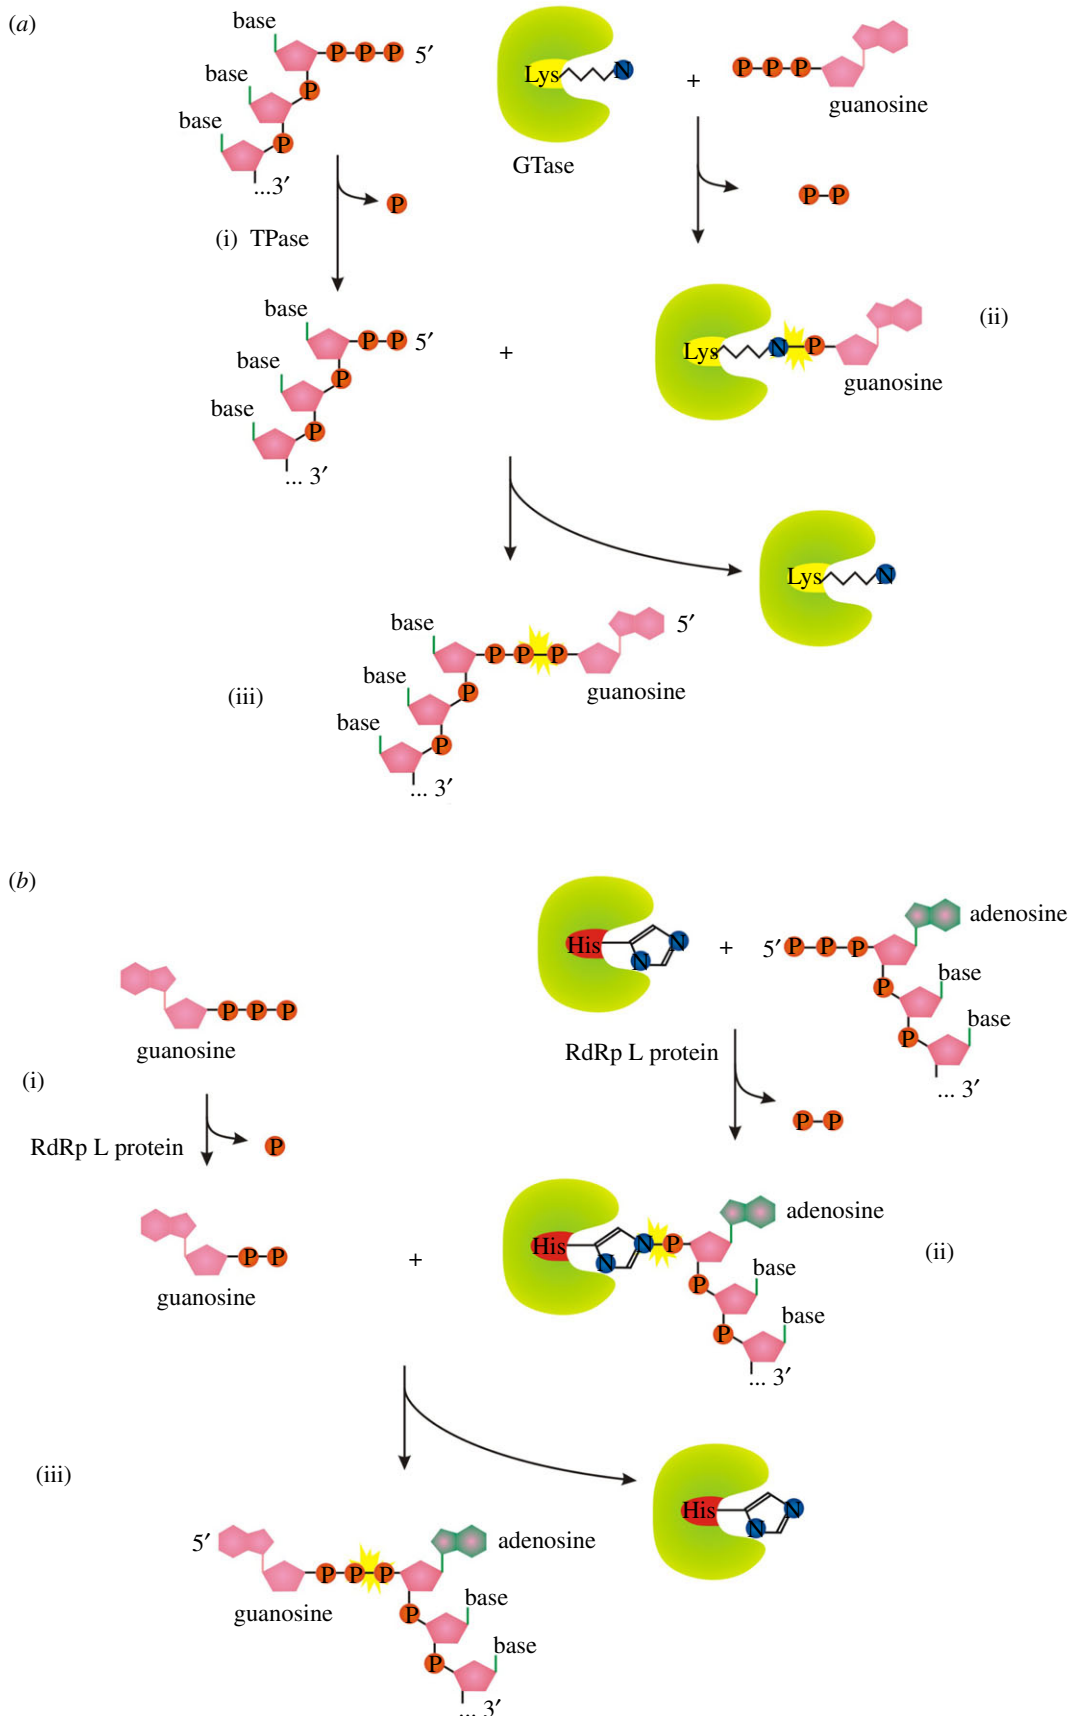 (a)
base
P P P 5′
base
P
base
P
...3′
Lys N
GTase
+
P P P
guanosine
P
(i) TPase
P P
base
P P 5′
base
P
base
P
... 3′
+
Lys N P
guanosine
(ii)
Lys N
base
P P P
5′
guanosine
base
P
(iii)
base
P
... 3′
(b)
His N N
+
5′ P P P
adenosine
P
base
P
base
... 3′
P P P
guanosine
(i)
RdRp L protein
P
RdRp L protein
P P
P P
guanosine
+
His N N P
adenosine
(ii)
P
base
P
base
... 3′
(iii)
His N N
5′
P P P
guanosine
adenosine
P
base
P
base
... 3′